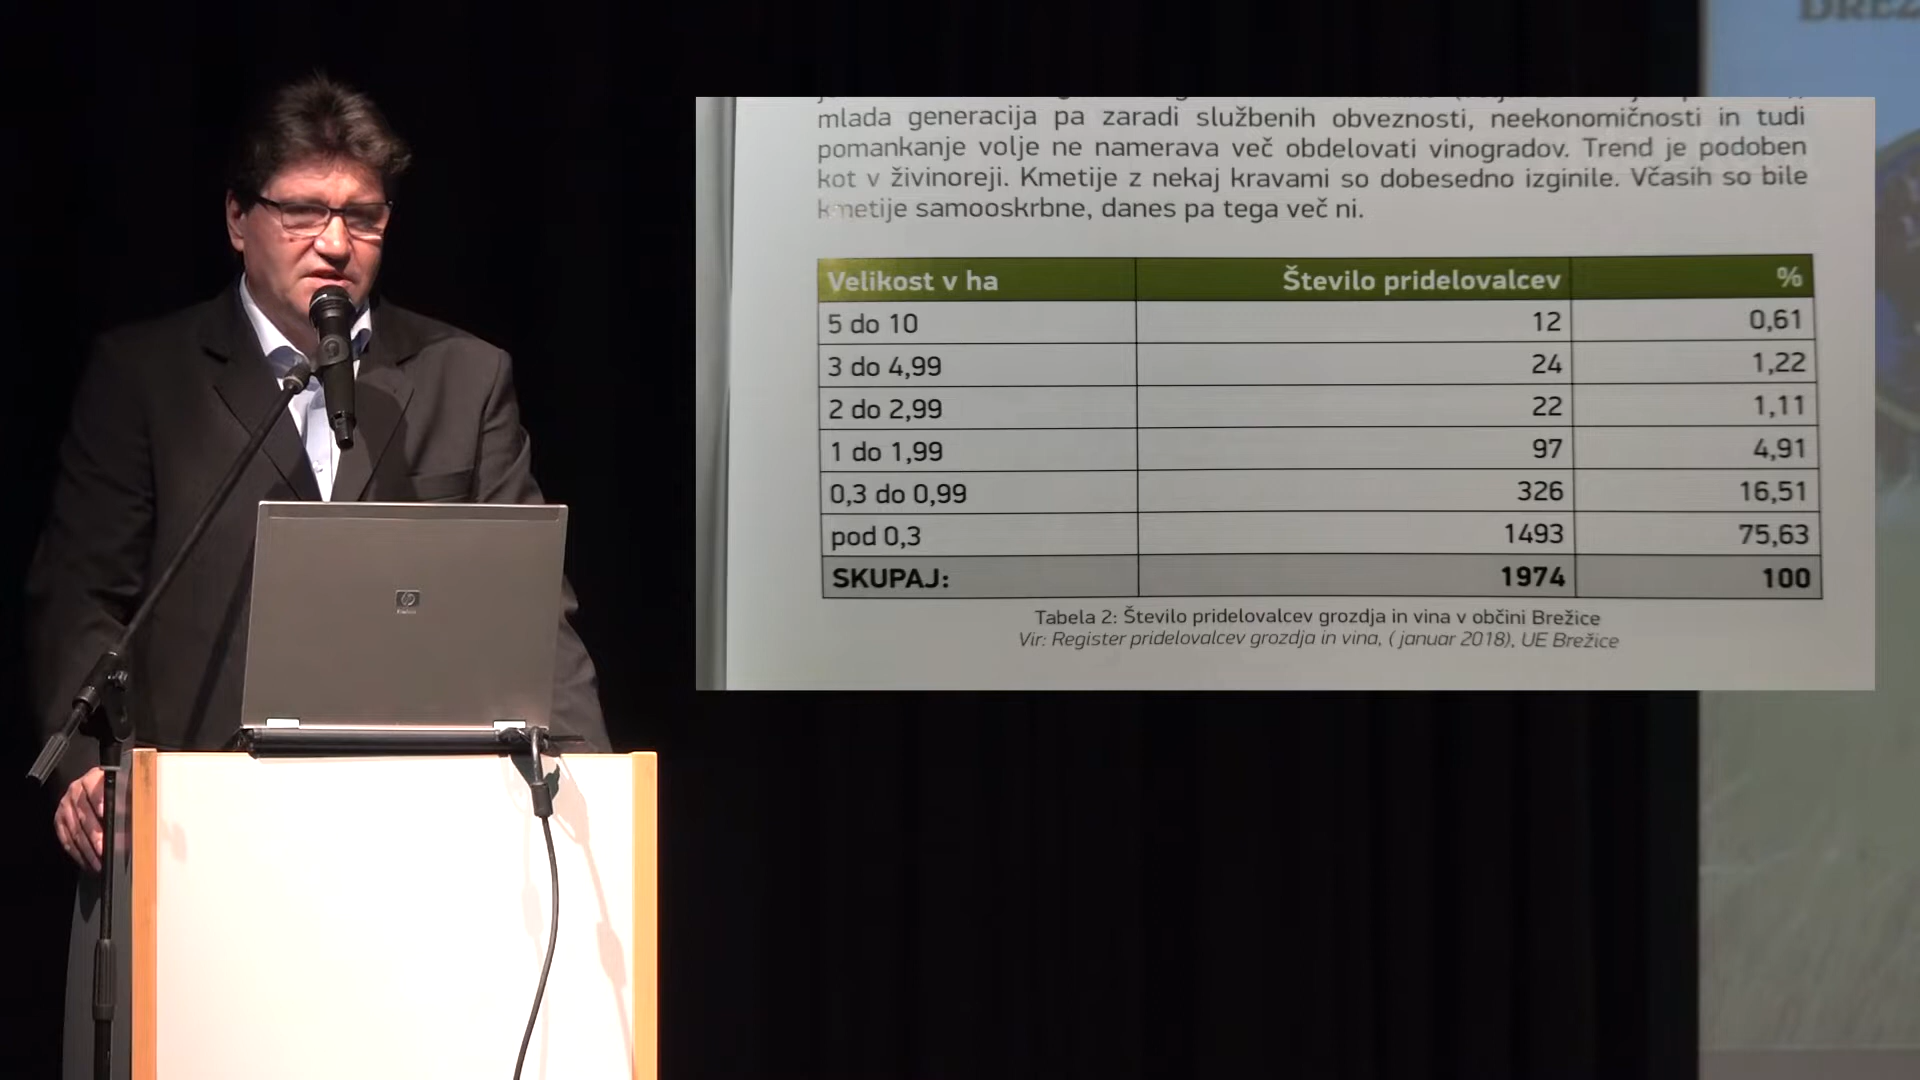 mlada generacija pa zaradi službenih obveznosti, neekonomičnosti in tudi
pomankanje volje ne namerava več obdelovati vinogradov. Trend je podoben
kot v živinoreji. Kmetije z nekaj kravami so dobesedno izginile. Včasih so bile
kmetije samooskrbne, danes pa tega več ni.
Velikost v ha Število pridelovalcev %
5 do 10 12 0,61
3 do 4,99 24 1,22
2 do 2,99 22 1,11
1 do 1,99 97 4,91
0,3 do 0,99 326 16,51
pod 0,3 1493 75,63
SKUPAJ: 1974 100
Tabela 2: Število pridelovalcev grozdja in vina v občini Brežice
Vir: Register pridelovalcev grozdja in vina, ( januar 2018), UE Brežice
hp